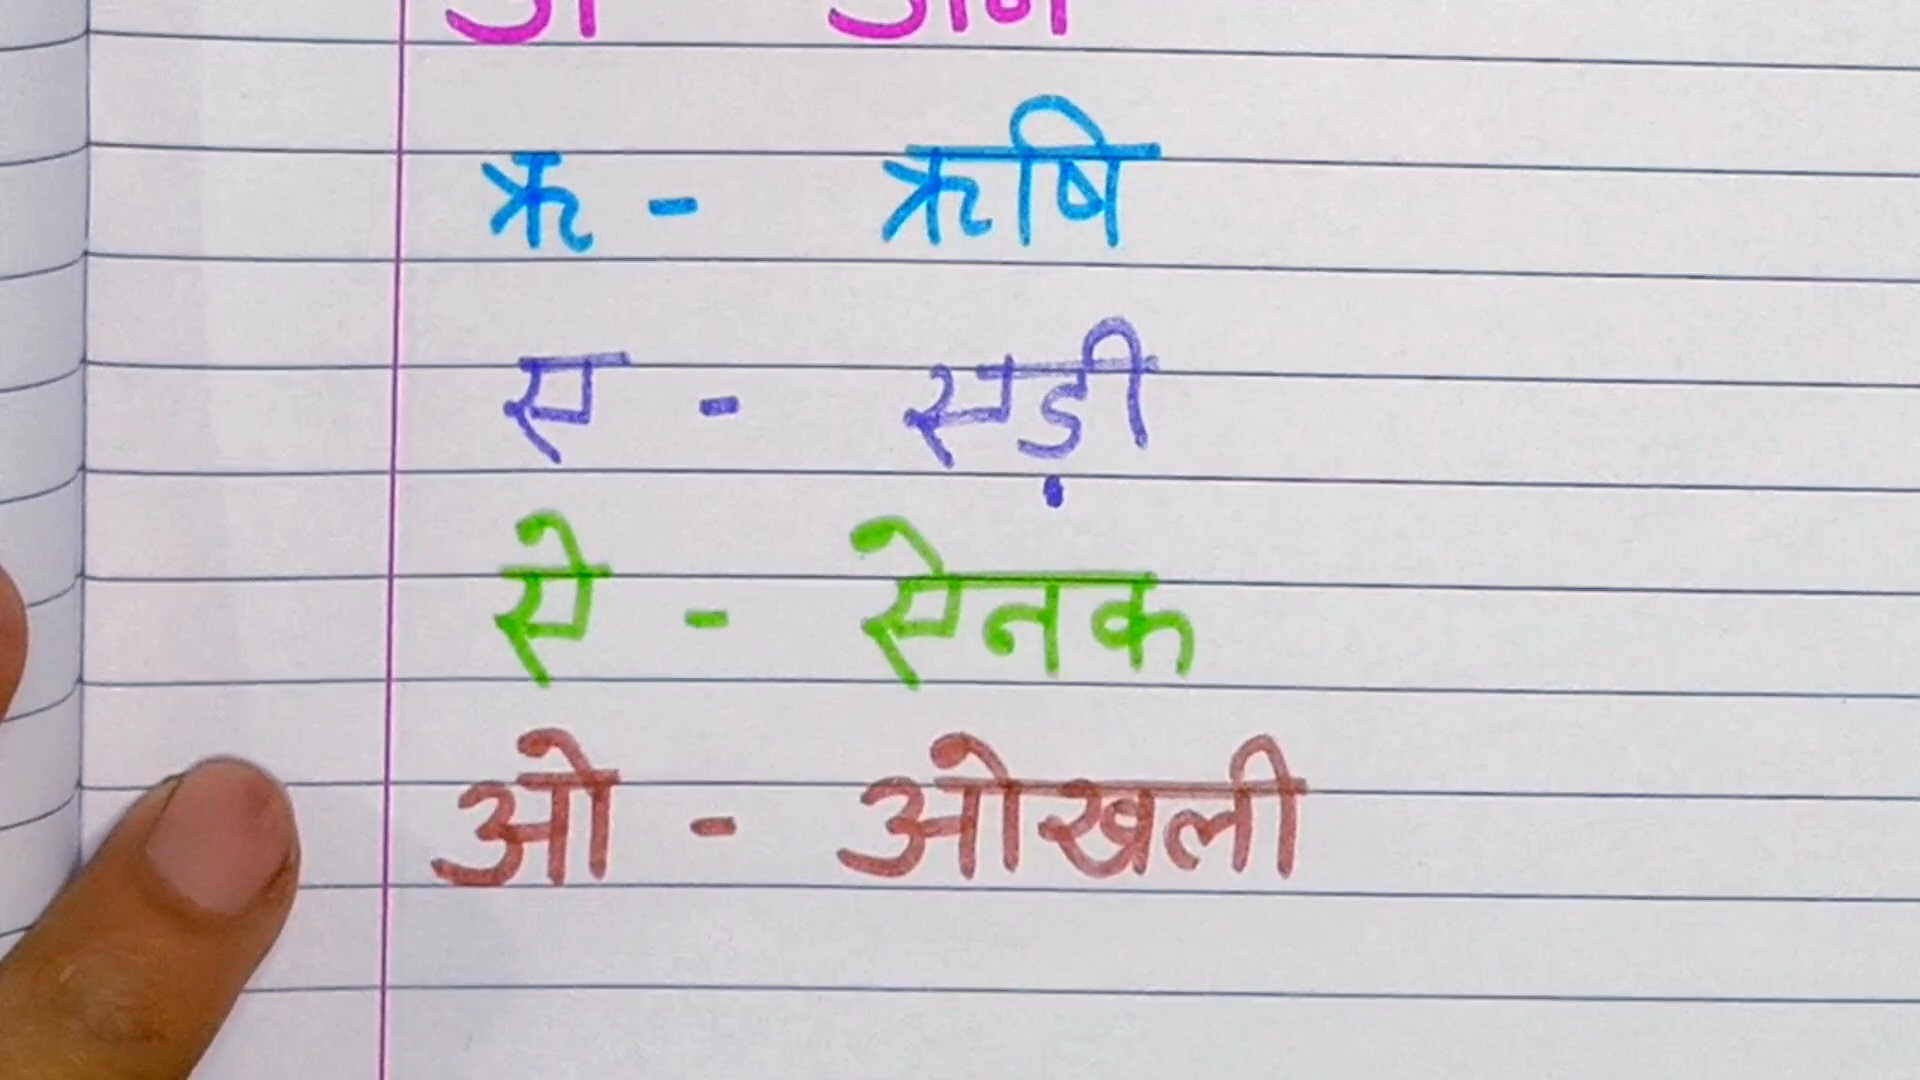 ऋ - ऋषि
ए - एड़ी
ऐ - ऐनक
ओ - ओखली